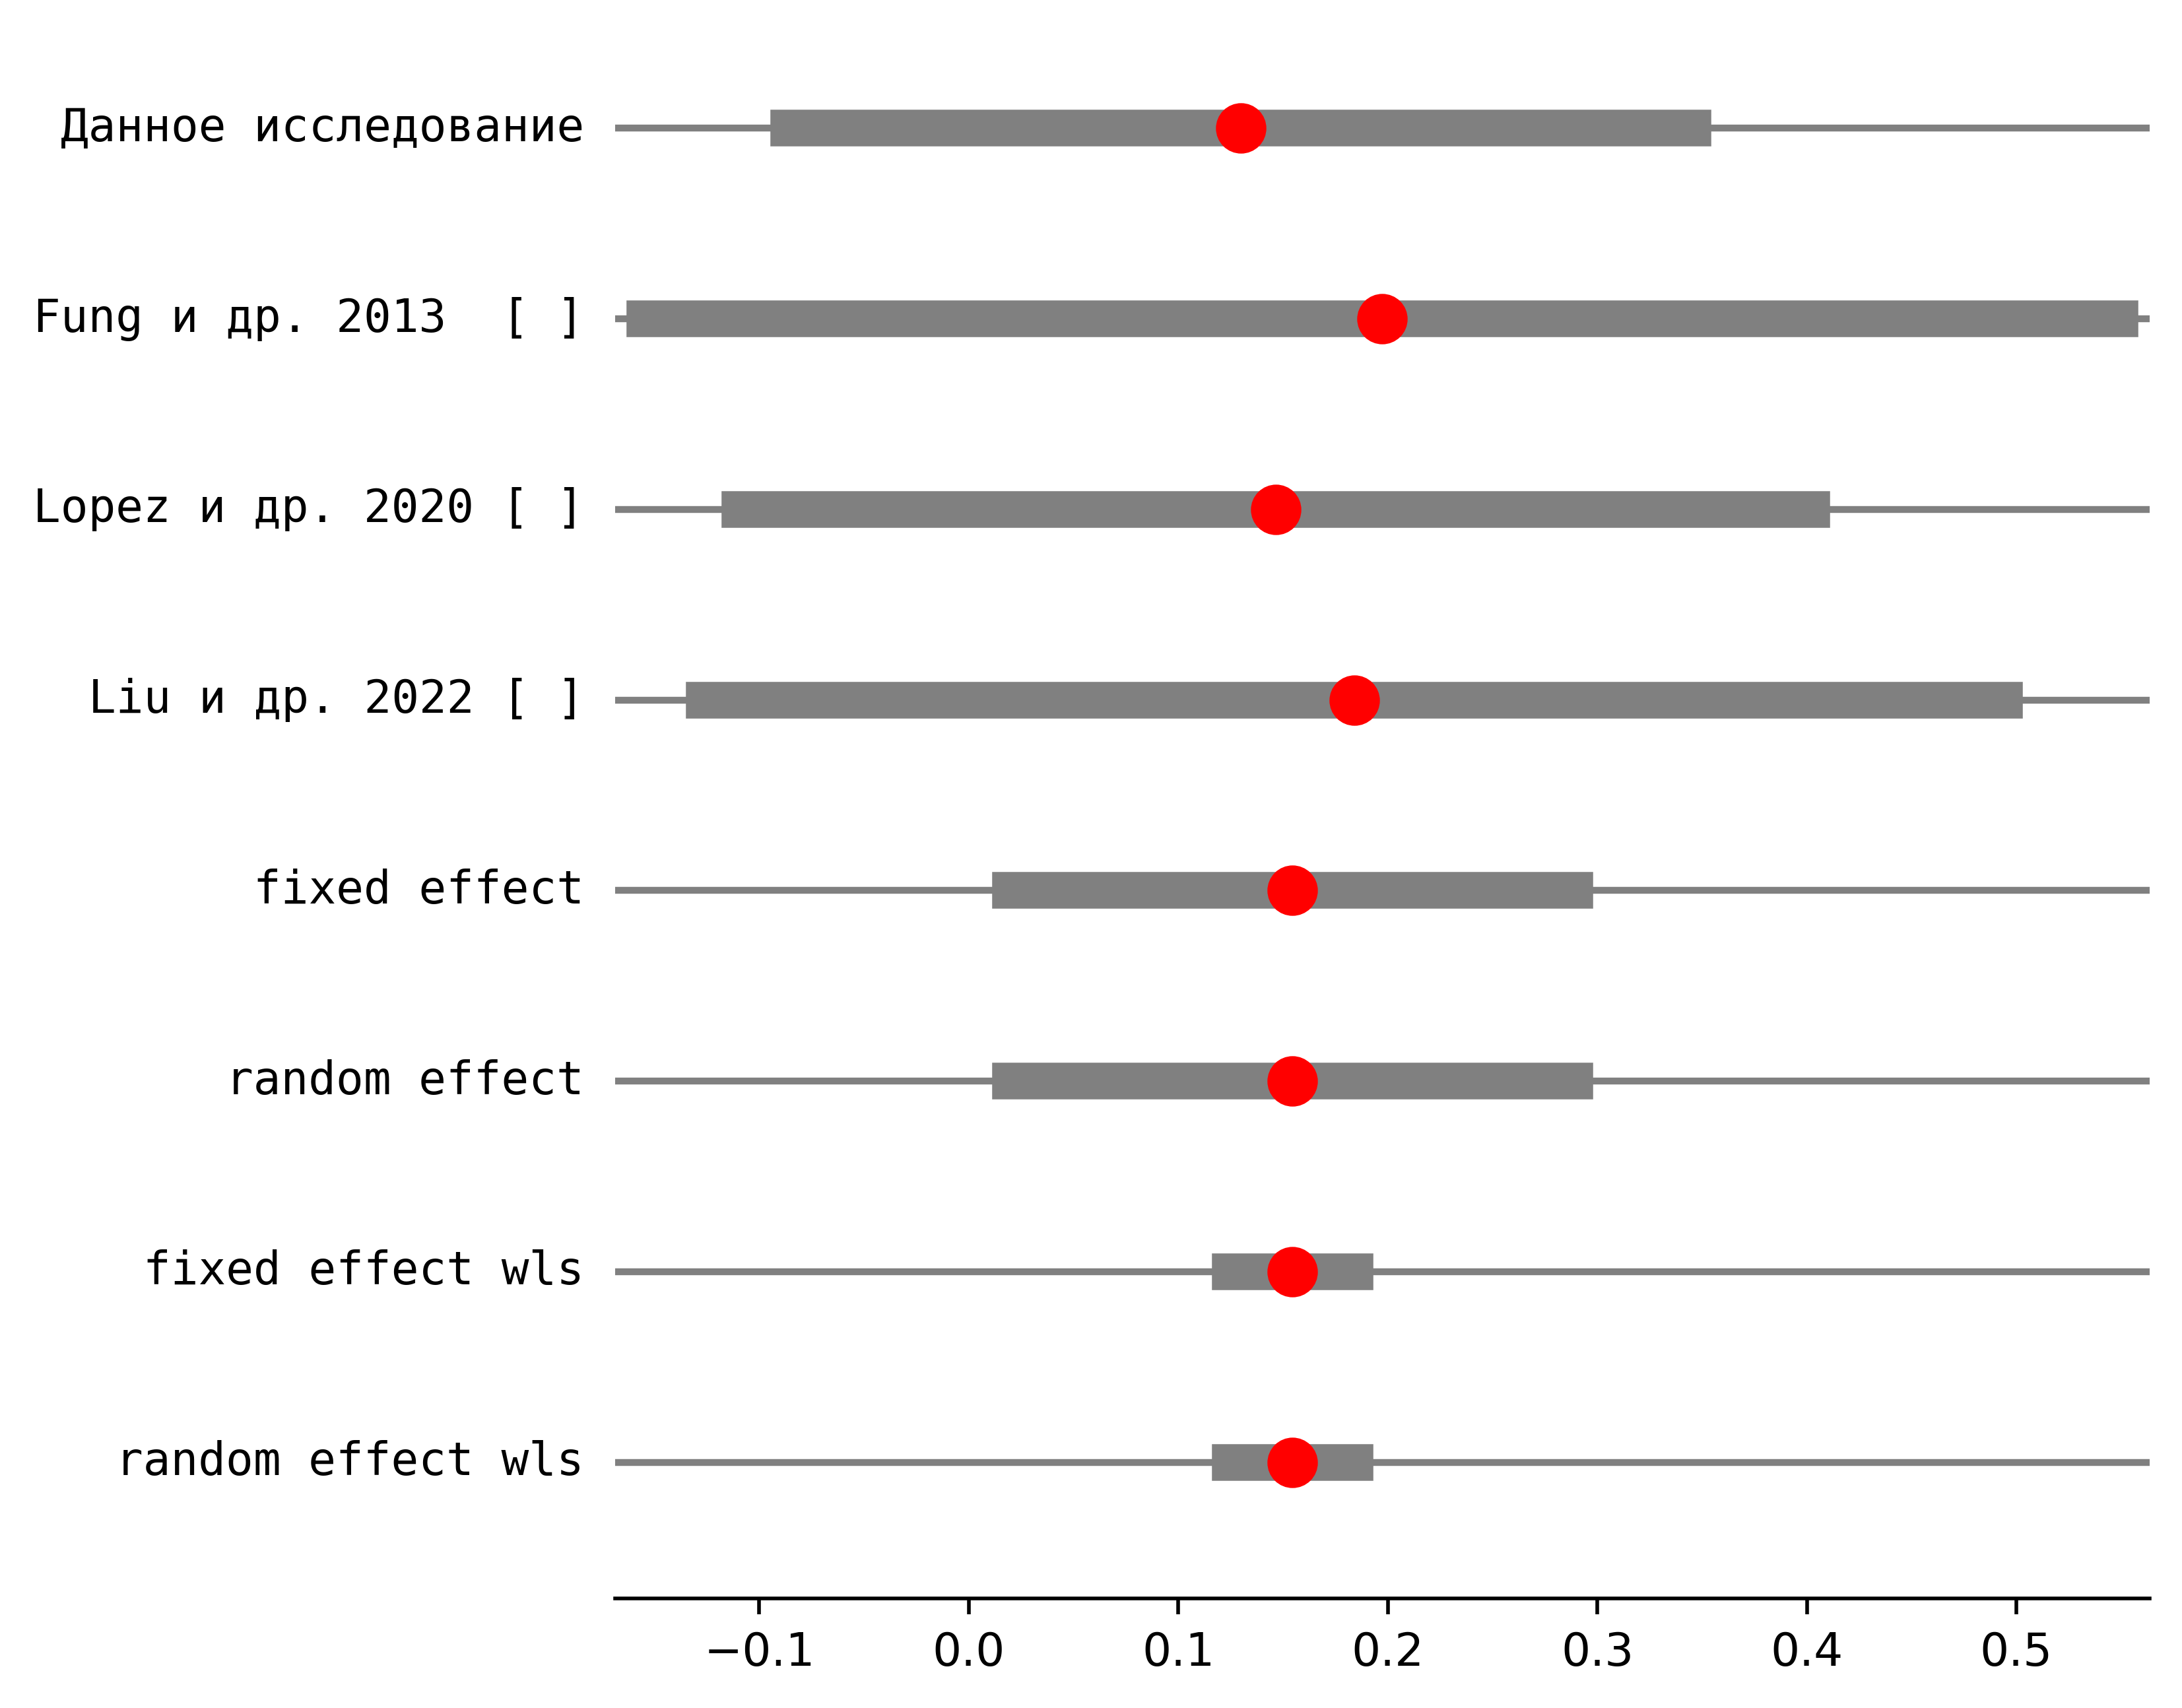 Данное исследование
Fung и др. 2013  [ ]
Lopez и др. 2020 [ ]
Liu и др. 2022 [ ]
fixed effect
random effect
fixed effect wls
random effect wls
−0.1 0.0 0.1 0.2 0.3 0.4 0.5